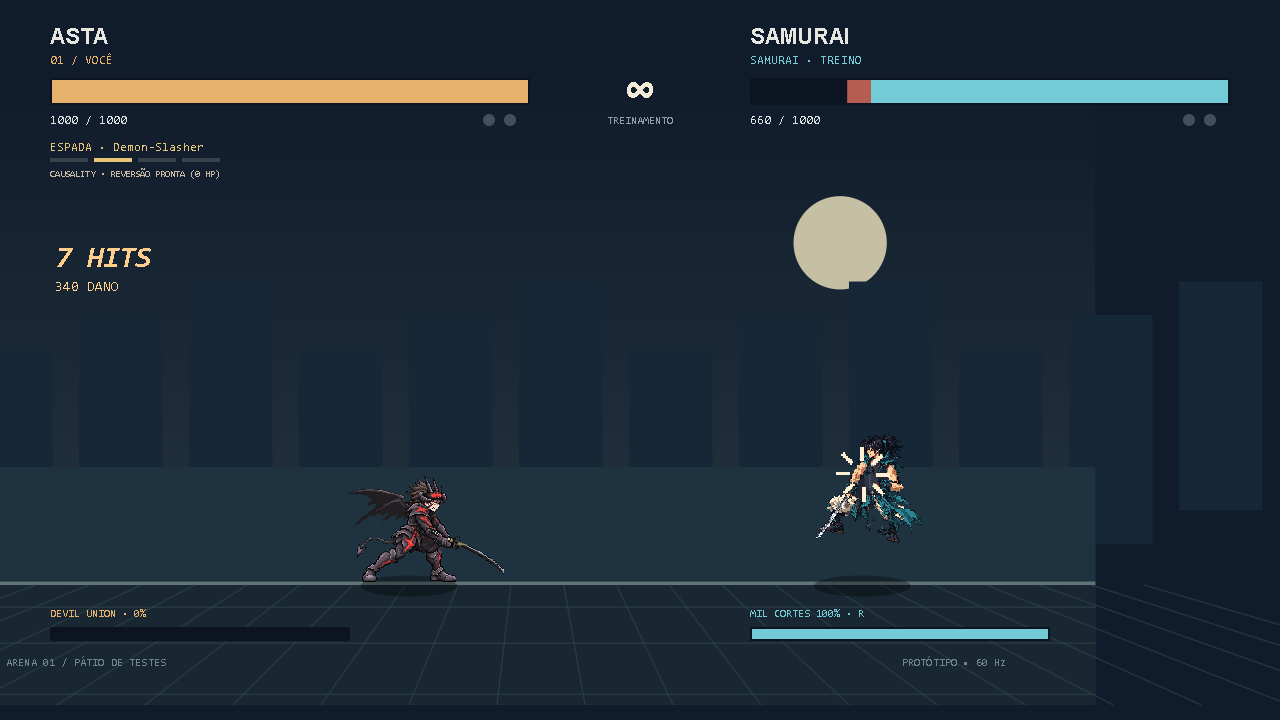 ASTA
01 / VOCÊ
1000 / 1000
ESPADA · Demon-Slasher
CAUSALITY · REVERSÃO PRONTA (0 HP)
∞
TREINAMENTO
SAMURAI
SAMURAI · TREINO
660 / 1000
7 HITS
340 DANO
DEVIL UNION · 0%
MIL CORTES 100% · R
ARENA 01 / PÁTIO DE TESTES
PROTÓTIPO • 60 Hz